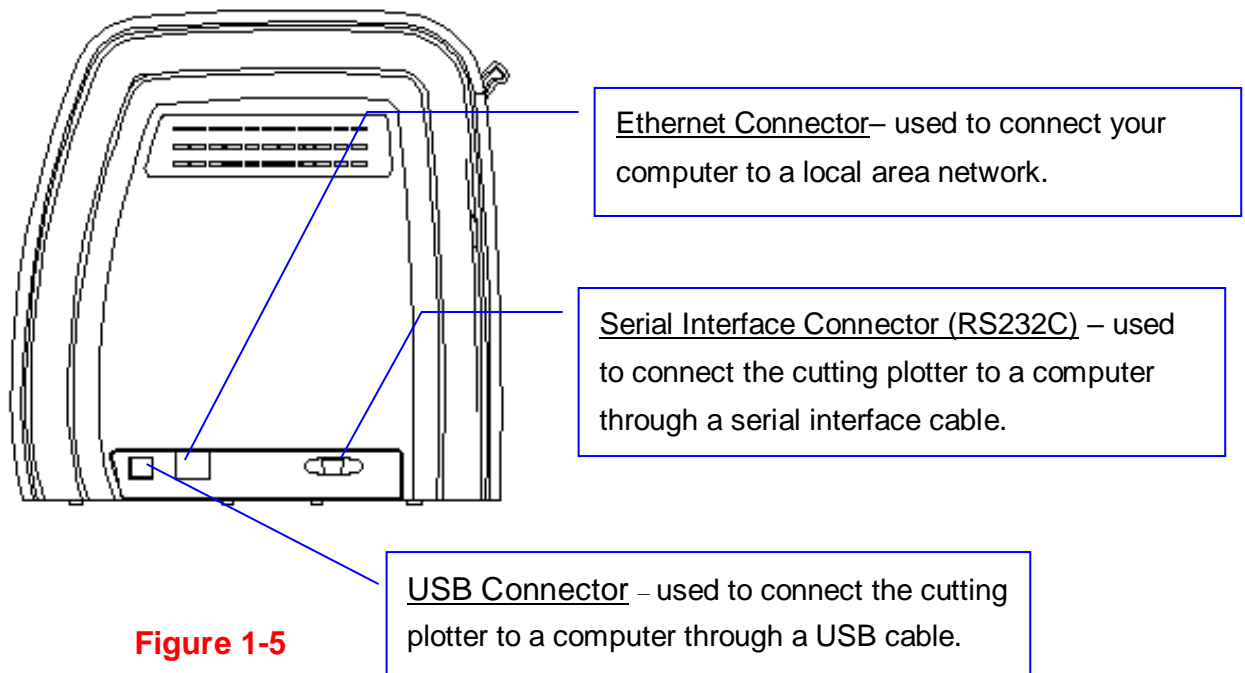 Ethernet Connector– used to connect your
computer to a local area network.
Serial Interface Connector (RS232C) – used
to connect the cutting plotter to a computer
through a serial interface cable.
USB Connector – used to connect the cutting
plotter to a computer through a USB cable.
Figure 1-5